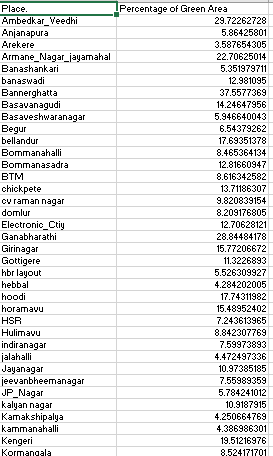 Place. Percentage of Green Area
Ambedkar_Veedhi 29.72262728
Anjanapura 5.86425801
Arekere 3.587654305
Armane_Nagar_jayamahal 22.70625014
Banashankari 5.351979711
banaswadi 12.981095
Bannerghatta 37.5577369
Basavanagudi 14.24647956
Basaveshwaranagar 5.946640043
Begur 6.54379262
bellandur 17.69351378
Bommanahalli 8.465364134
Bommanasadra 12.81660947
BTM 8.616342582
chickpete 13.71186307
cv raman nagar 9.820839154
domlur 8.209176805
Electronic_Ctiy 12.70628121
Ganabharathi 28.84484178
Girinagar 15.77206672
Gottigere 11.3226893
hbr layout 5.526309927
hebbal 4.284202005
hoodi 17.74311982
horamavu 15.48952402
HSR 7.243613965
Hulimavu 8.842307769
indiranagar 7.59973893
jalahalli 4.472497336
Jayanagar 10.97385185
jeevanbheemanagar 7.55989359
JP_Nagar 5.784241012
kalyan nagar 10.9187915
Kamakshipalya 4.250664769
kammanahalli 4.386986301
Kengeri 19.51216976
Kormangala 8.524171701